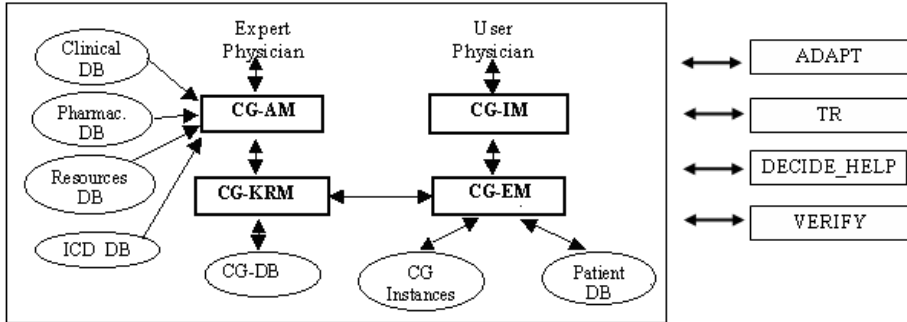 Expert
Physician
User
Physician
Clinical
DB
Pharmac.
DB
Resources
DB
ICD DB
CG-AM
CG-IM
CG-KRM
CG-EM
CG-DB
CG
Instances
Patient
DB
ADAPT
TR
DECIDE_HELP
VERIFY